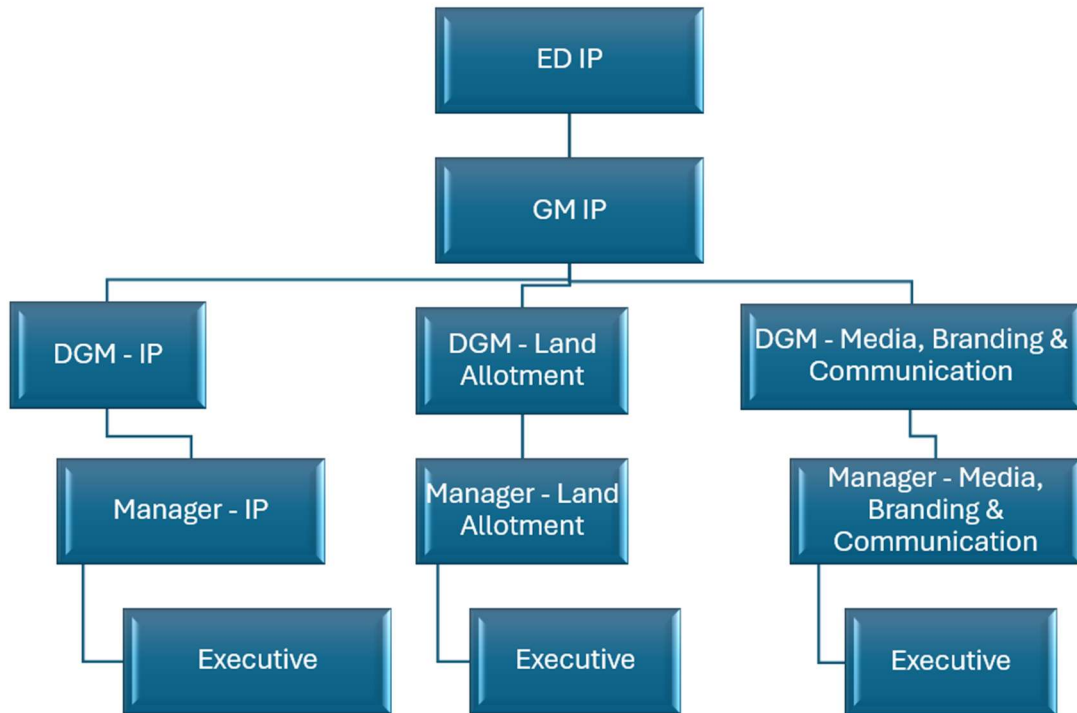 ED IP
GM IP
DGM - IP
DGM - Land
Allotment
DGM - Media, Branding &
Communication
Manager - IP
Manager - Land
Allotment
Manager - Media,
Branding &
Communication
Executive
Executive
Executive